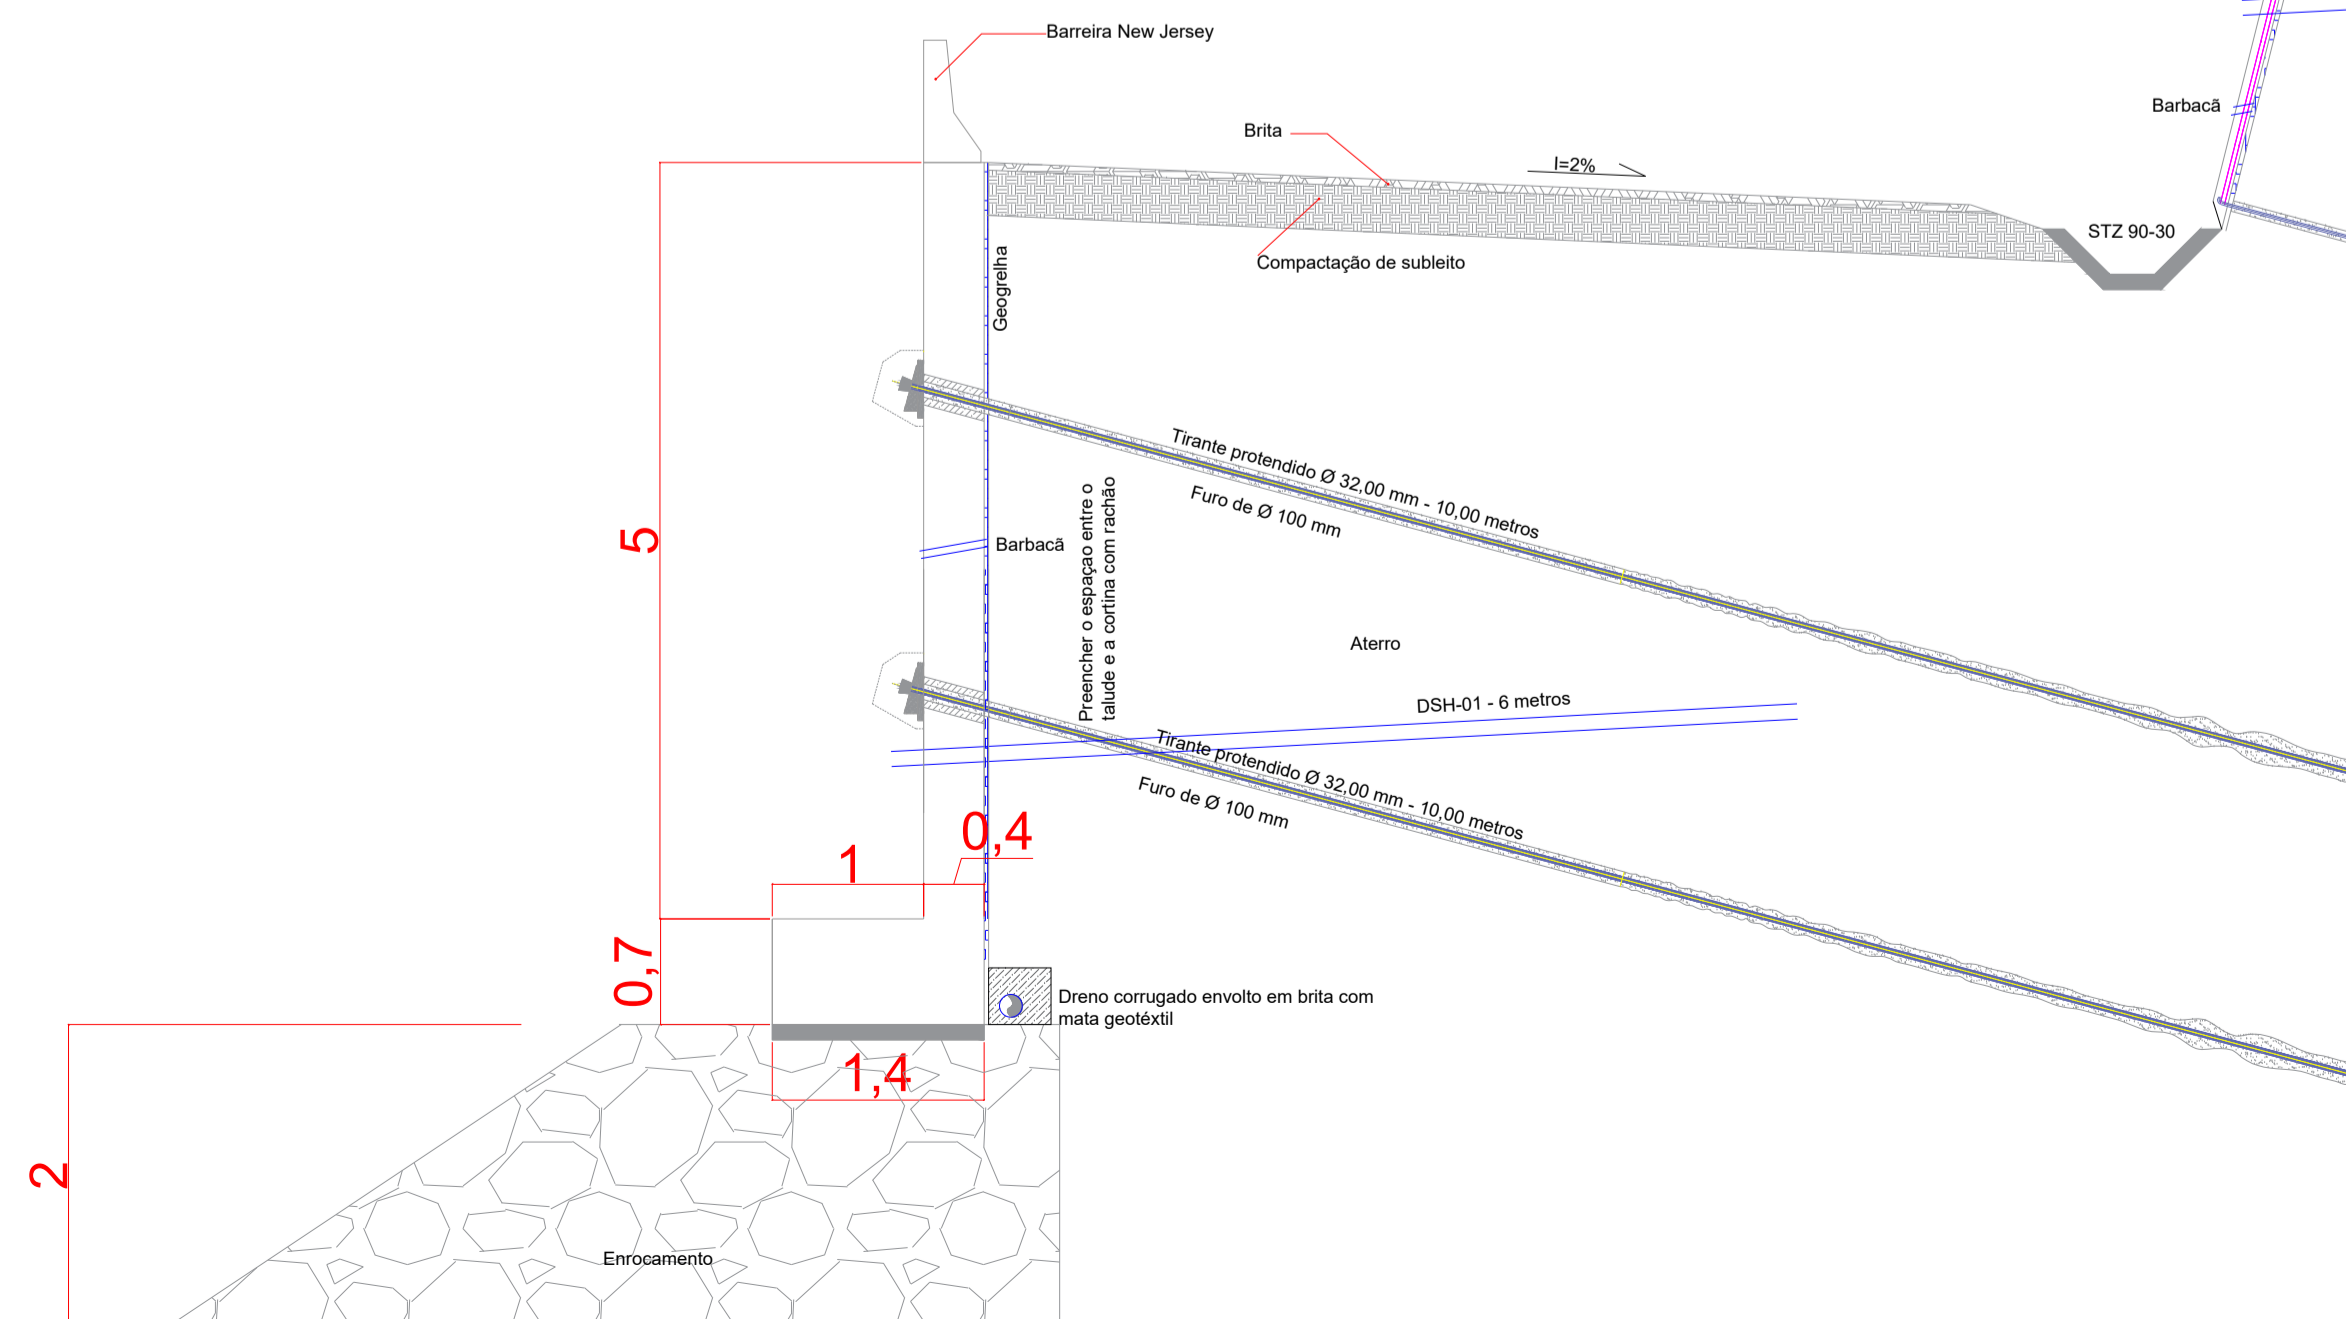 Barreira New Jersey
Barbacã
Brita
I=2%
STZ 90-30
Compactação de subleito
Geogrelha
Tirante protendido Ø 32,00 mm - 10,00 metros
Furo de Ø 100 mm
5
Barbacã
Preencher o espaçao entre o
talude e a cortina com rachão
Aterro
DSH-01 - 6 metros
Tirante protendido Ø 32,00 mm - 10,00 metros
Furo de Ø 100 mm
0,4
1
0,7
Dreno corrugado envolto em brita com
mata geotéxtil
1,4
2
Enrocamento